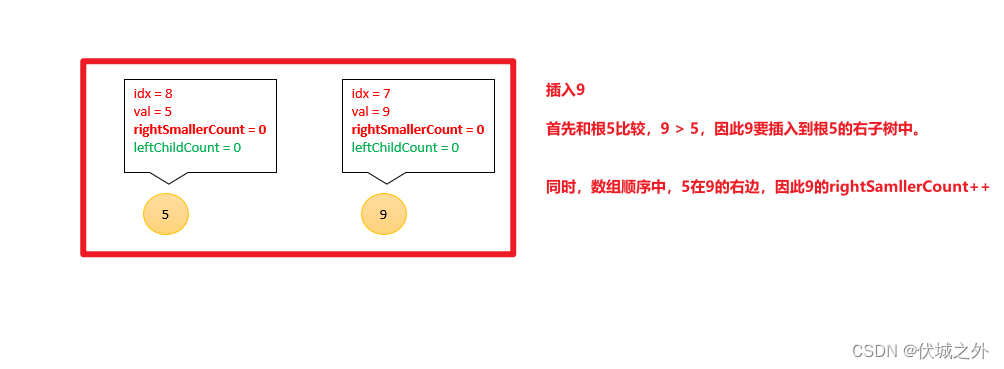 idx = 8
val = 5
rightSmallerCount = 0
leftChildCount = 0
idx = 7
val = 9
rightSmallerCount = 0
leftChildCount = 0
5
9
插入9
首先和根5比较，9 > 5，因此9要插入到根5的右子树中。
同时，数组顺序中，5在9的右边，因此9的rightSamllerCount++
CSDN @伏城之外